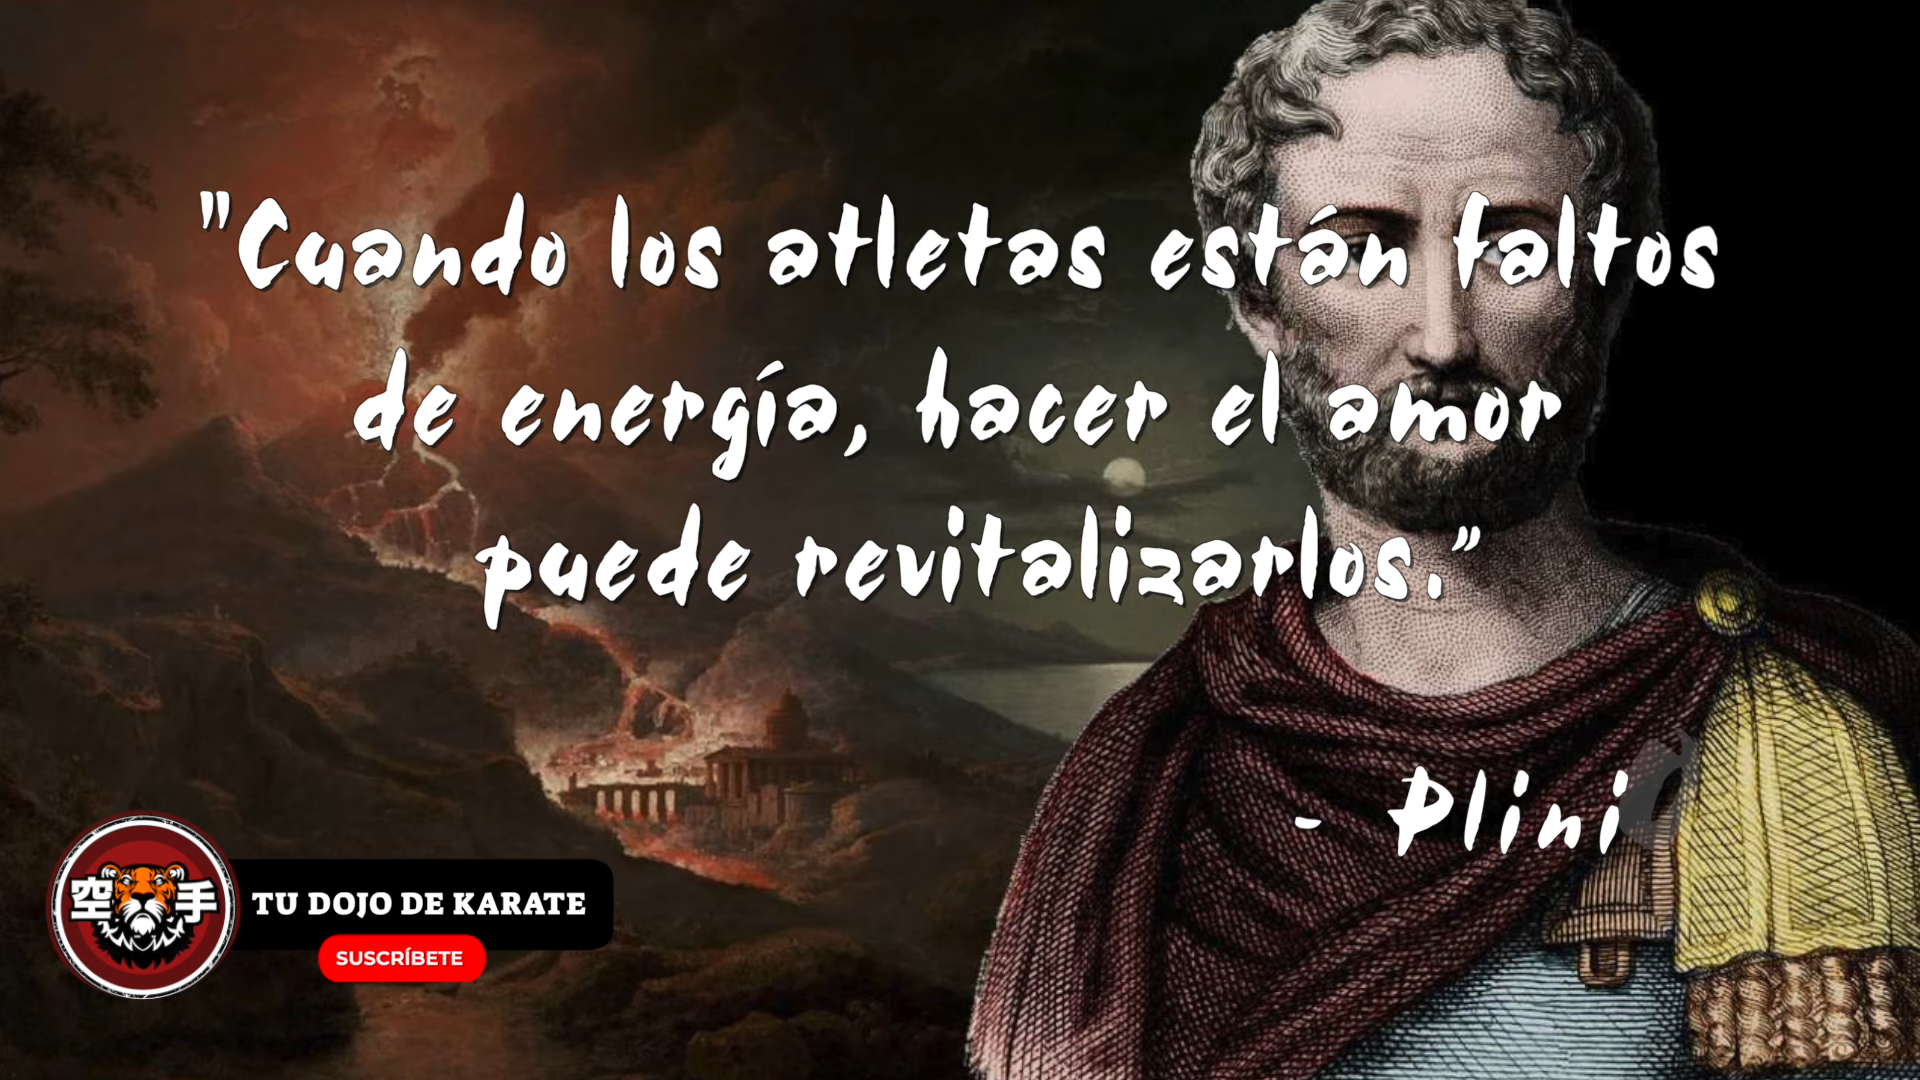 "Cuando los atletas están faltos
de energía, hacer el amor
puede revitalizarlos."
- Plini
空手
TU DOJO DE KARATE
SUSCRÍBETE